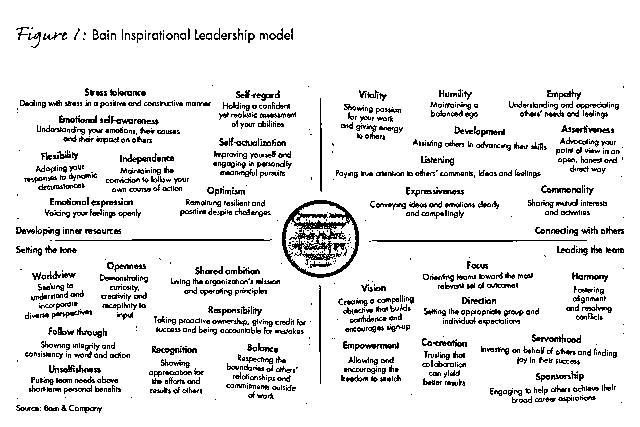 Figure 1: Bain Inspirational Leadership model
Stress tolerance
Dealing with stress in a positive and constructive manner
Emotional self-awareness
Understanding your emotions, their causes
and their impact on others
Flexibility
Adapting your
responses to dynamic
circumstances
Independence
Maintaining the
conviction to follow your
own course of action
Emotional expression
Voicing your feelings openly
Self-regard
Holding a confident
yet realistic assessment
of your abilities
Self-actualization
Improving yourself and
engaging in personally
meaningful pursuits
Optimism
Remaining resilient and
positive despite challenges
Developing inner resources
Vitality
Showing passion
for your work
and giving energy
to others
Humility
Maintaining a
balanced ego
Empathy
Understanding and appreciating
others' needs and feelings
Development
Assisting others in advancing their skills
Assertiveness
Advocating your
point of view in an
open, honest and
direct way
Listening
Paying true attention to others' comments, ideas and feelings
Expressiveness
Conveying ideas and emotions clearly
and compellingly
Commonality
Sharing mutual interests
and activities
Connecting with others
Setting the tone
Worldview
Seeking to
understand and
incorporate
diverse perspectives
Openness
Demonstrating
curiosity,
creativity and
receptivity to
input
Shared ambition
Living the organization's mission
and operating principles
Responsibility
Taking proactive ownership, giving credit for
success and being accountable for mistakes
Follow through
Showing integrity and
consistency in word and action
Unselfishness
Putting team needs above
short-term personal benefits
Recognition
Showing
appreciation for
the efforts and
results of others
Balance
Respecting the
boundaries of others'
relationships and
commitments outside
of work
Leading the team
Vision
Creating a compelling
objective that builds
confidence and
encourages sign-up
Focus
Orienting teams toward the most
relevant set of outcomes
Direction
Setting the appropriate group and
individual expectations
Harmony
Fostering
alignment
and resolving
conflicts
Empowerment
Allowing and
encouraging the
freedom to stretch
Co-creation
Trusting that
collaboration
can yield
better results
Servanthood
Investing on behalf of others and finding
joy in their success
Sponsorship
Engaging to help others achieve their
broad career aspirations
Source: Bain & Company